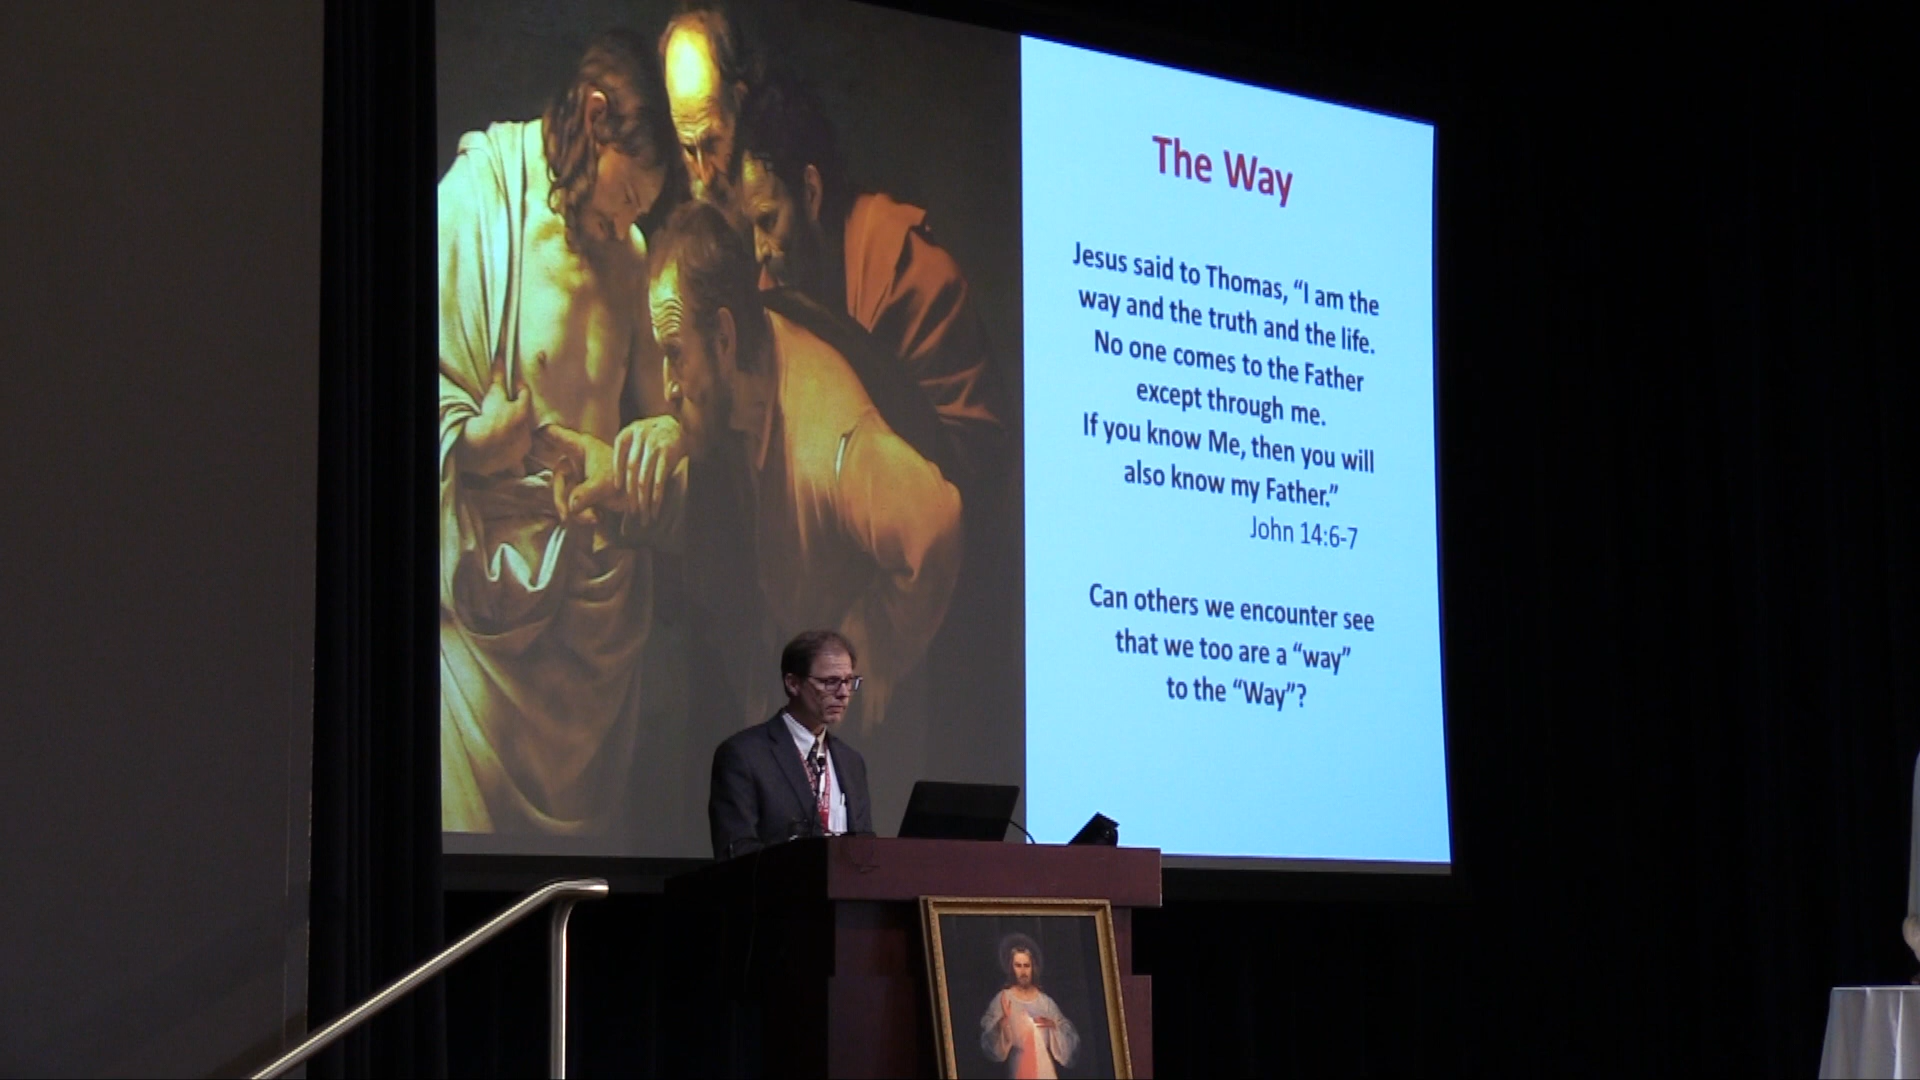 The Way
Jesus said to Thomas, “I am the
way and the truth and the life.
No one comes to the Father
except through me.
If you know Me, then you will
also know my Father.”
John 14:6-7
Can others we encounter see
that we too are a “way”
to the “Way”?